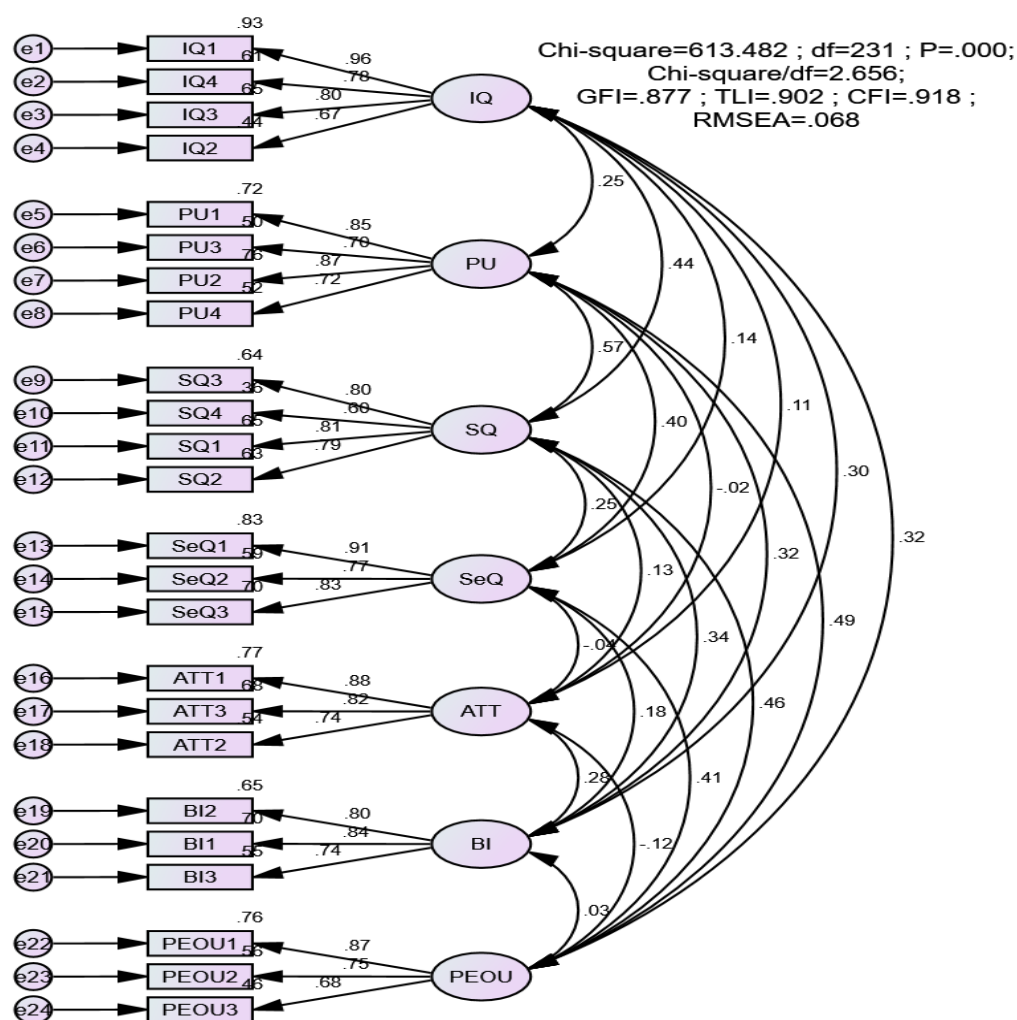 .93
e1 IQ1 .96
.61
e2 IQ4 .78
.65
e3 IQ3 .80
.44
e4 IQ2 .67
IQ
Chi-square=613.482 ; df=231 ; P=.000;
Chi-square/df=2.656;
GFI=.877 ; TLI=.902 ; CFI=.918 ;
RMSEA=.068
.72
e5 PU1 .85
.50
e6 PU3 .70
.76
e7 PU2 .87
.52
e8 PU4 .72
PU
.64
e9 SQ3 .80
.36
e10 SQ4 .60
.65
e11 SQ1 .81
.63
e12 SQ2 .79
SQ
.83
e13 SeQ1 .91
.59
e14 SeQ2 .77
.70
e15 SeQ3 .83
SeQ
.77
e16 ATT1 .88
.68
e17 ATT3 .82
.54
e18 ATT2 .74
ATT
.65
e19 BI2 .80
.70
e20 BI1 .84
.55
e21 BI3 .74
BI
.76
e22 PEOU1 .87
.56
e23 PEOU2 .75
.46
e24 PEOU3 .68
PEOU
.25
.44
.14
.11
.30
.32
.57
.40
-.02
.32
.49
.25
.13
.34
.46
-.04
.18
.41
.28
-.12
.03